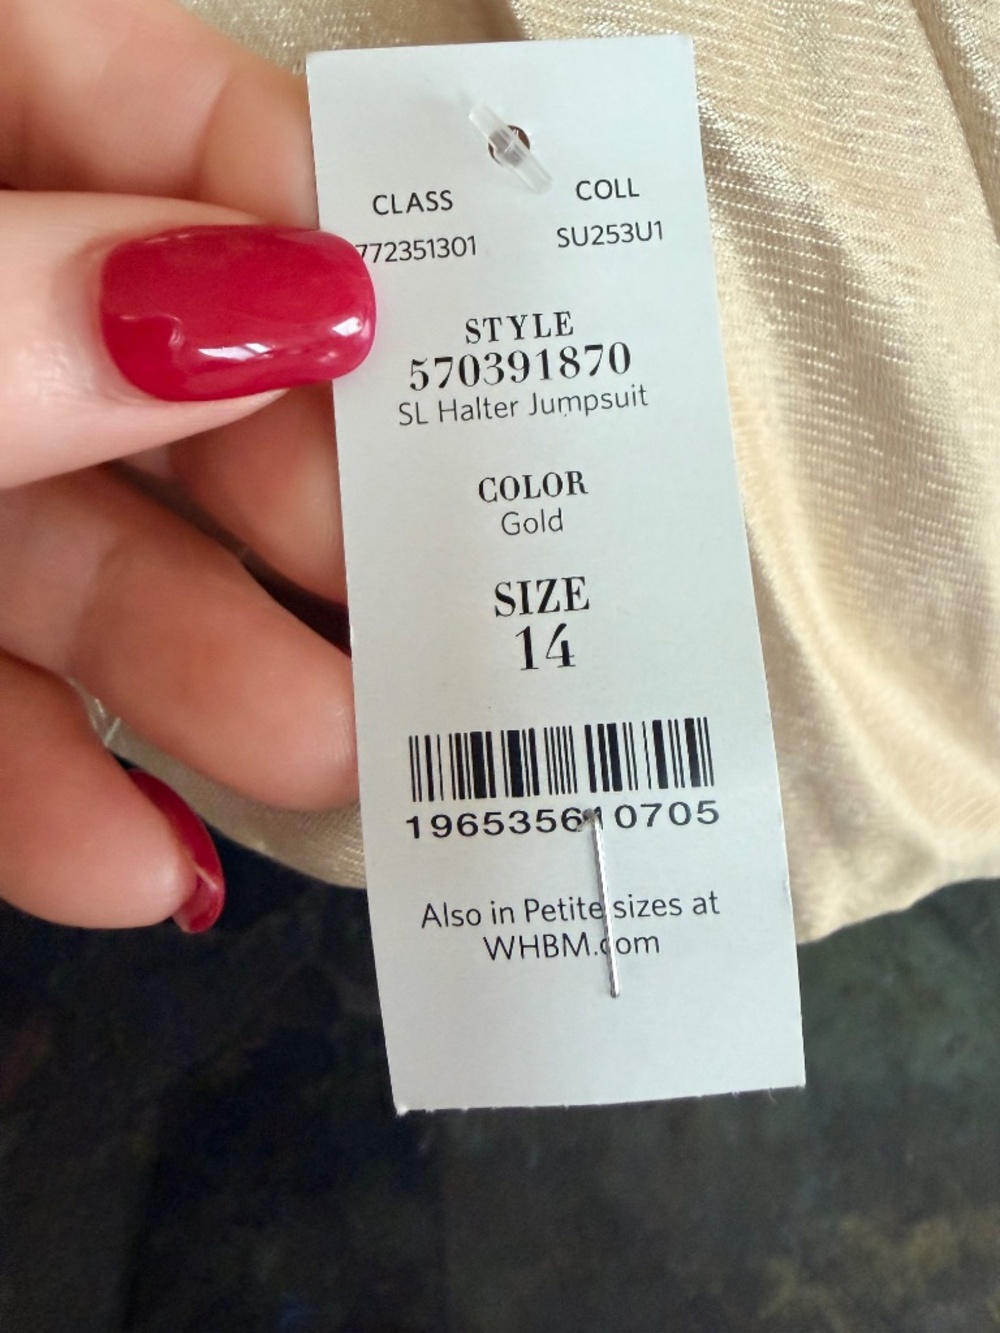 CLASS COLL
772351301 SU253U1
STYLE
570391870
SL Halter Jumpsuit
COLOR
Gold
SIZE
14
196535610705
Also in Petite sizes at
WHBM.com